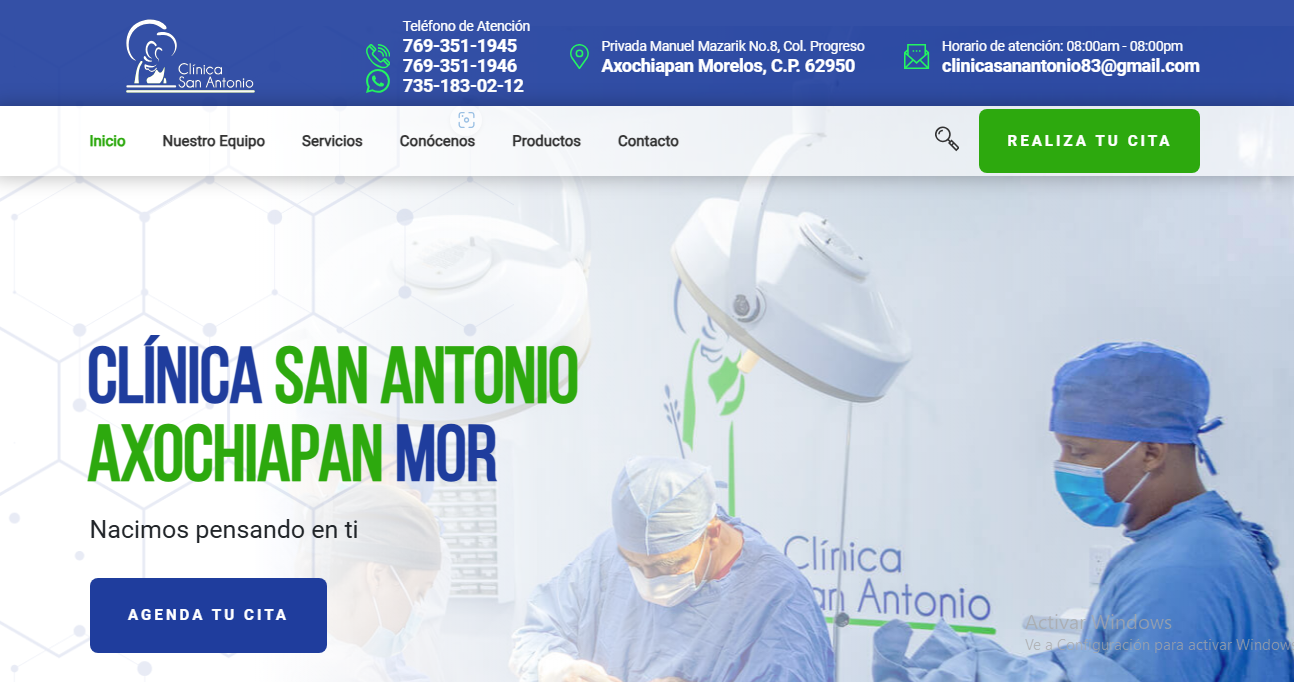 Clínica
San Antonio
Teléfono de Atención
769-351-1945
769-351-1946
735-183-02-12
Privada Manuel Mazarik No.8, Col. Progreso
Axochiapan Morelos, C.P. 62950
Horario de atención: 08:00am - 08:00pm
clinicasanantonio83@gmail.com
Inicio
Nuestro Equipo
Servicios
Conócenos
Productos
Contacto
REALIZA TU CITA
CLÍNICA SAN ANTONIO
AXOCHIAPAN MOR
Nacimos pensando en ti
AGENDA TU CITA
Clínica
an Antonio
Activar Windows
Ve a Configuración para activar Window